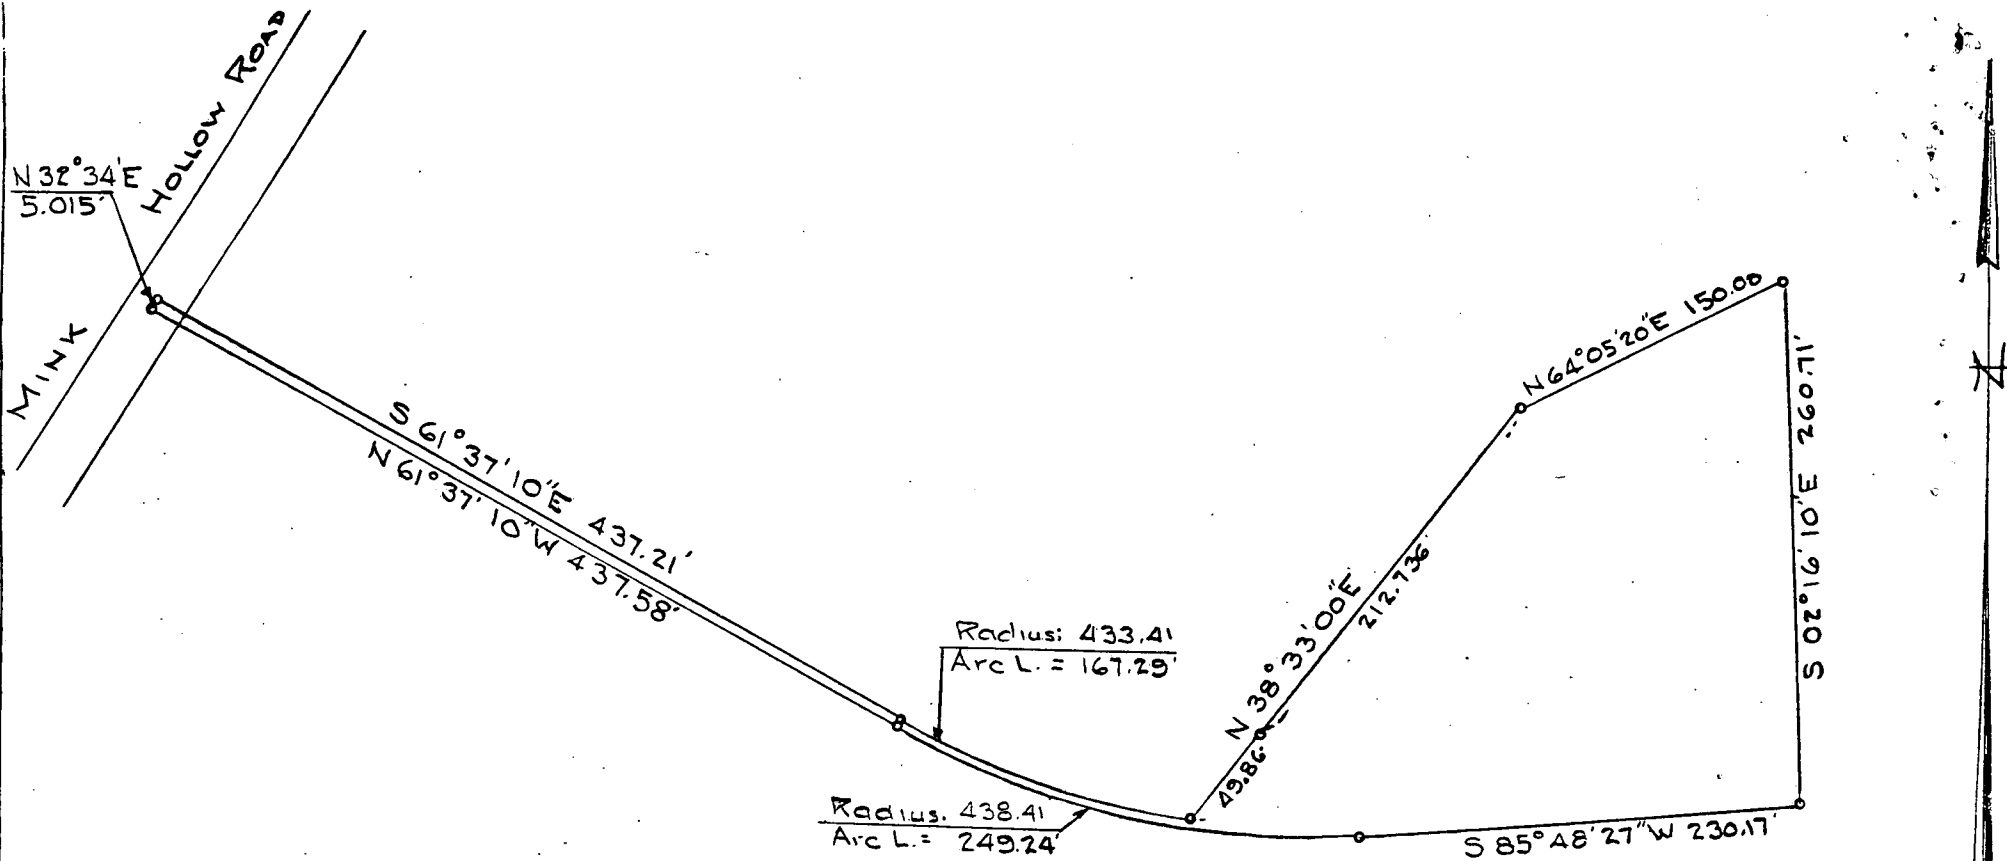 MINK HOLLOW ROAD
N 32°34'E
5.015'
S 61°37'10"E 437.21'
N 61°37'10"W 437.58'
Radius: 433.41
Arc L. = 167.29'
Radius. 438.41
Arc L.= 249.24'
N 38°33'00"E
212.736'
49.86'
N 64°05'20"E 150.08
S 02°16'10"E 260.71'
S 85°48'27"W 230.17'
N